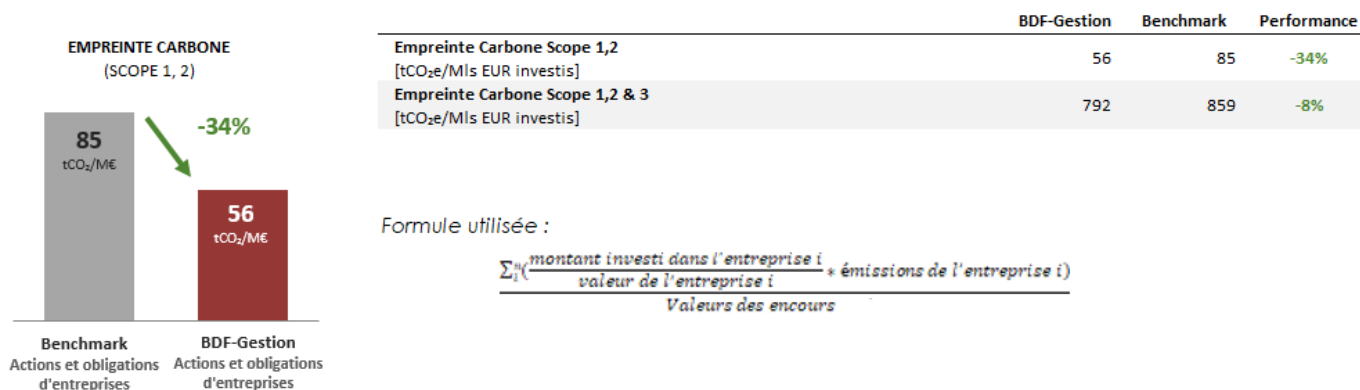 EMPREINTE CARBONE
(SCOPE 1, 2)
85
tCO₂/M€
-34%
56
tCO₂/M€
Benchmark
Actions et obligations
d'entreprises
BDF-Gestion
Actions et obligations
d'entreprises
BDF-Gestion Benchmark Performance
Empreinte Carbone Scope 1,2
[tCO₂e/Mls EUR investis] 56 85 -34%
Empreinte Carbone Scope 1,2 & 3
[tCO₂e/Mls EUR investis] 792 859 -8%
Formule utilisée :
montant investi dans l'entreprise i
∑ⁿᵢ( * émissions de l'entreprise i)
valeur de l'entreprise i
Valeurs des encours